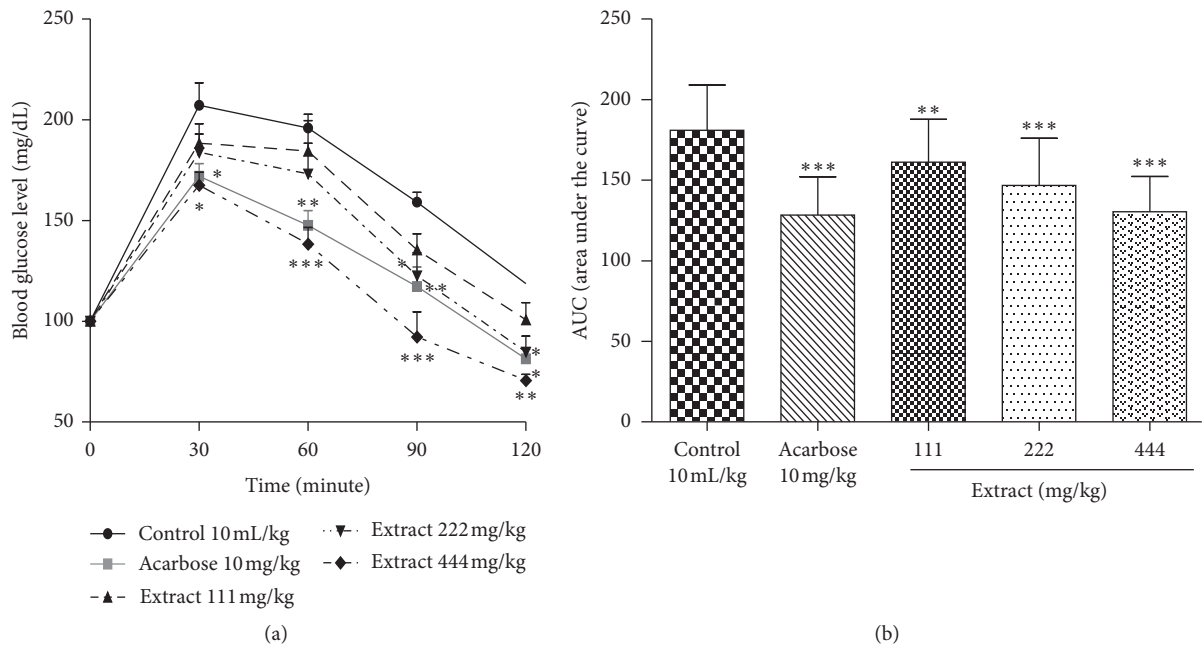 250
200
150
100
50
Blood glucose level (mg/dL)
*
*
**
***
*
**
***
*
*
**
0
30
60
90
120
Time (minute)
Control 10 mL/kg
Acarbose 10 mg/kg
Extract 111 mg/kg
Extract 222 mg/kg
Extract 444 mg/kg
(a)
250
200
150
100
50
0
AUC (area under the curve)
***
**
***
***
Control
10 mL/kg
Acarbose
10 mg/kg
111
222
444
Extract (mg/kg)
(b)